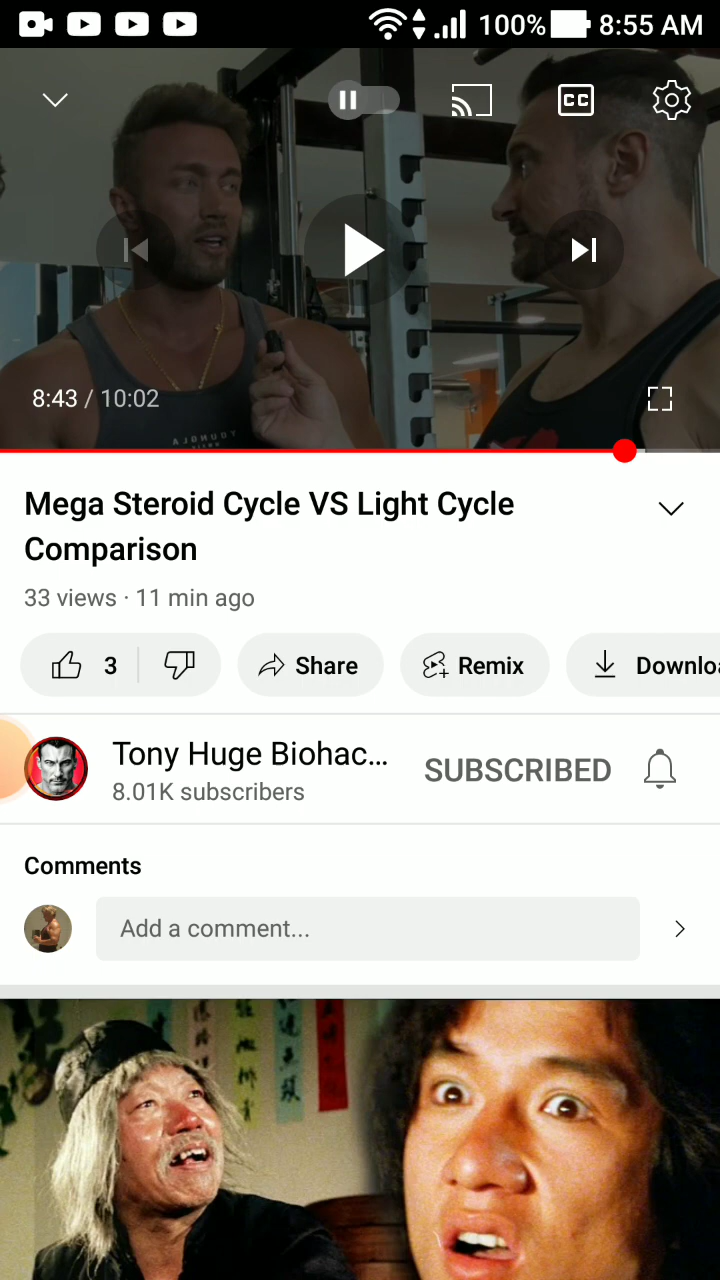 100% 8:55 AM
CC
8:43 / 10:02
Mega Steroid Cycle VS Light Cycle
Comparison
33 views · 11 min ago
3
Share
Remix
Downloa
Tony Huge Biohac...
SUBSCRIBED
8.01K subscribers
Comments
Add a comment...